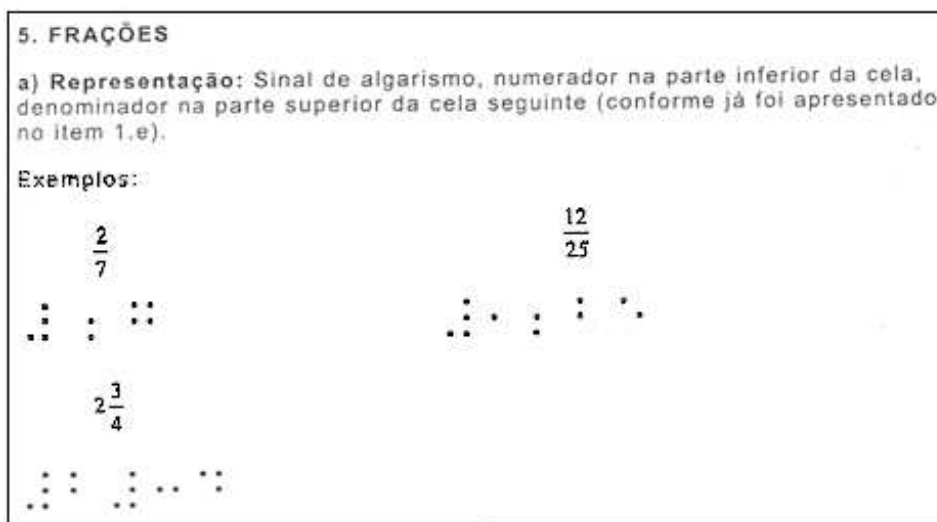 5. FRAÇÕES
a) Representação: Sinal de algarismo, numerador na parte inferior da cela,
denominador na parte superior da cela seguinte (conforme já foi apresentado
no item 1.e).
Exemplos:
2/7
12/25
⠼⠆⠛
⠼⠂⠆⠃⠑
2 3/4
⠼⠃⠼⠒⠙